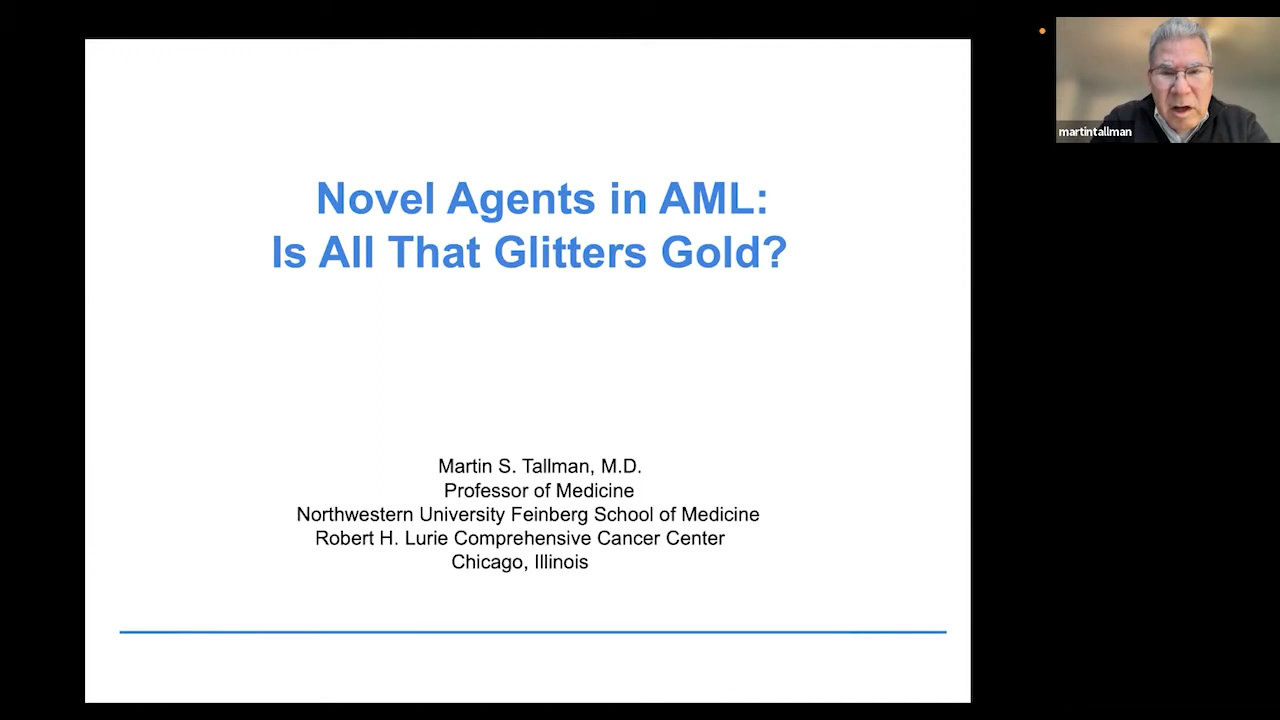 Novel Agents in AML:
Is All That Glitters Gold?
Martin S. Tallman, M.D.
Professor of Medicine
Northwestern University Feinberg School of Medicine
Robert H. Lurie Comprehensive Cancer Center
Chicago, Illinois
martintallman